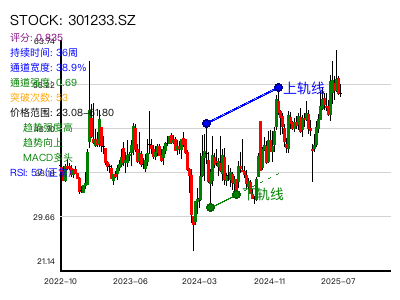 STOCK: 301233.SZ
评分: 0.825
持续时间: 36周
通道宽度: 38.9%
通道强度: 0.69
突破次数: 53
价格范围: 23.08-61.80
趋势向上
MACD多头
上轨线
下轨线
29.66
21.14
2022-10
2023-06
2024-03
2024-11
2025-07